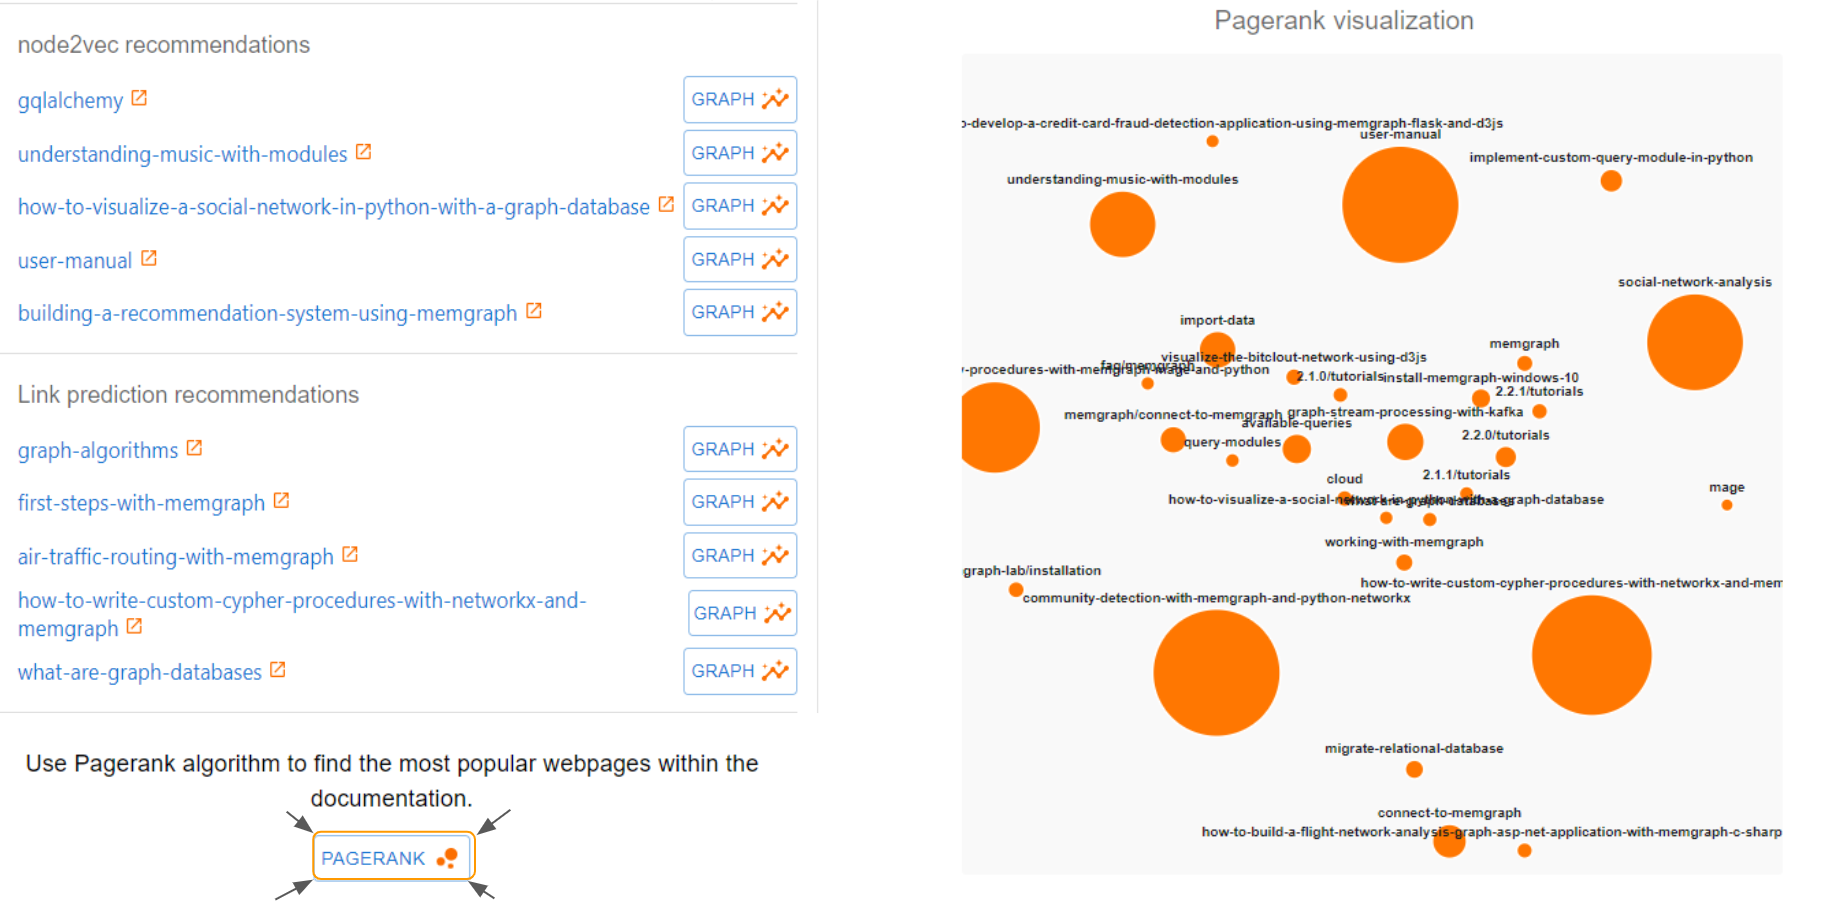 node2vec recommendations
gqlalchemy
GRAPH
understanding-music-with-modules
GRAPH
how-to-visualize-a-social-network-in-python-with-a-graph-database
GRAPH
user-manual
GRAPH
building-a-recommendation-system-using-memgraph
GRAPH
Link prediction recommendations
graph-algorithms
GRAPH
first-steps-with-memgraph
GRAPH
air-traffic-routing-with-memgraph
GRAPH
how-to-write-custom-cypher-procedures-with-networkx-and-
memgraph
GRAPH
what-are-graph-databases
GRAPH
Use Pagerank algorithm to find the most popular webpages within the
documentation.
PAGERANK
Pagerank visualization
o-develop-a-credit-card-fraud-detection-application-using-memgraph-flask-and-d3js
user-manual
implement-custom-query-module-in-python
understanding-music-with-modules
social-network-analysis
import-data
memgraph
visualize-the-bitclout-network-using-d3js
faq/memgraph
y-procedures-with-memgraph-mage-and-python
2.1.0/tutorials
install-memgraph-windows-10
2.2.1/tutorials
memgraph/connect-to-memgraph
graph-stream-processing-with-kafka
available-queries
2.2.0/tutorials
query-modules
2.1.1/tutorials
cloud
mage
how-to-visualize-a-social-network-in-python-with-a-graph-database
what-are-graph-databases
working-with-memgraph
graph-lab/installation
how-to-write-custom-cypher-procedures-with-networkx-and-mem
community-detection-with-memgraph-and-python-networkx
migrate-relational-database
connect-to-memgraph
how-to-build-a-flight-network-analysis-graph-asp-net-application-with-memgraph-c-sharp